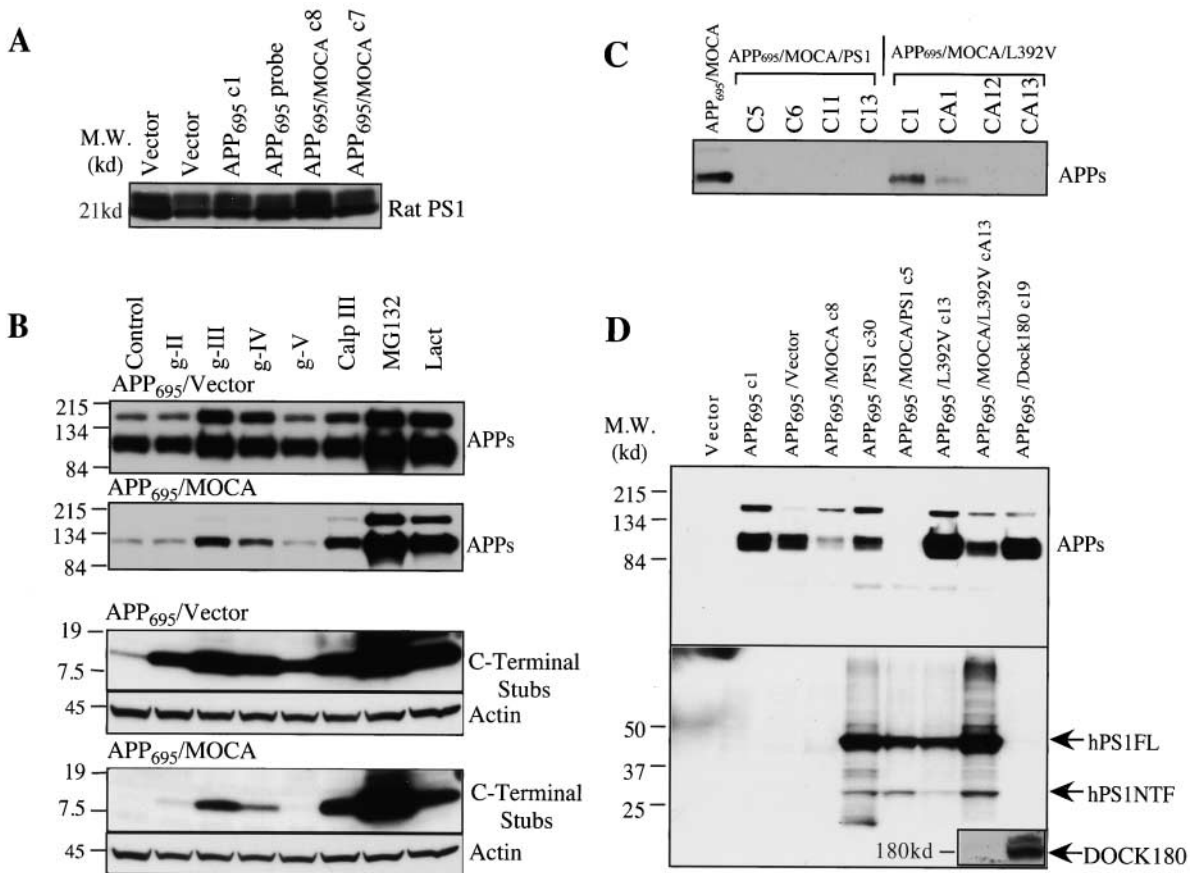 A
M.W.
(kd)
Vector
Vector
APP695 c1
APP695 probe
APP695/MOCA c8
APP695/MOCA c7
21kd
Rat PS1
B
Control
g-II
g-III
g-IV
g-V
Calp III
MG132
Lact
APP695/Vector
215
134
84
APPs
APP695/MOCA
215
134
84
APPs
APP695/Vector
19
7.5
C-Terminal
Stubs
45
Actin
APP695/MOCA
19
7.5
C-Terminal
Stubs
45
Actin
C
APP695/MOCA
APP695/MOCA/PS1
APP695/MOCA/L392V
C5
C6
C11
C13
C1
CA1
CA12
CA13
APPs
D
M.W.
(kd)
Vector
APP695 c1
APP695/Vector
APP695/MOCA c8
APP695/PS1 c30
APP695/MOCA/PS1 c5
APP695/L392V c13
APP695/MOCA/L392V cA13
APP695/Dock180 c19
215
134
84
APPs
50
37
25
hPS1FL
hPS1NTF
180kd
DOCK180